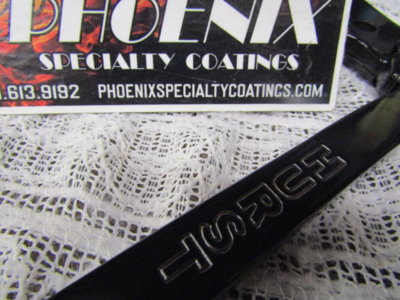 PHOENIX
SPECIALTY COATINGS
.613.9192 PHOENIXSPECIALTYCOATINGS.COM
HURST